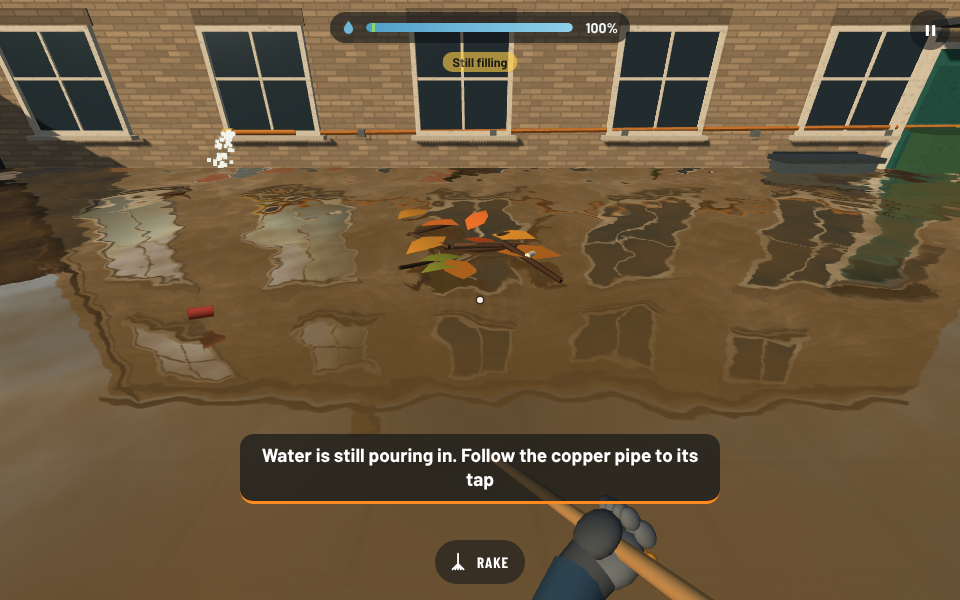 100%
Still filling
Water is still pouring in. Follow the copper pipe to its
tap
RAKE